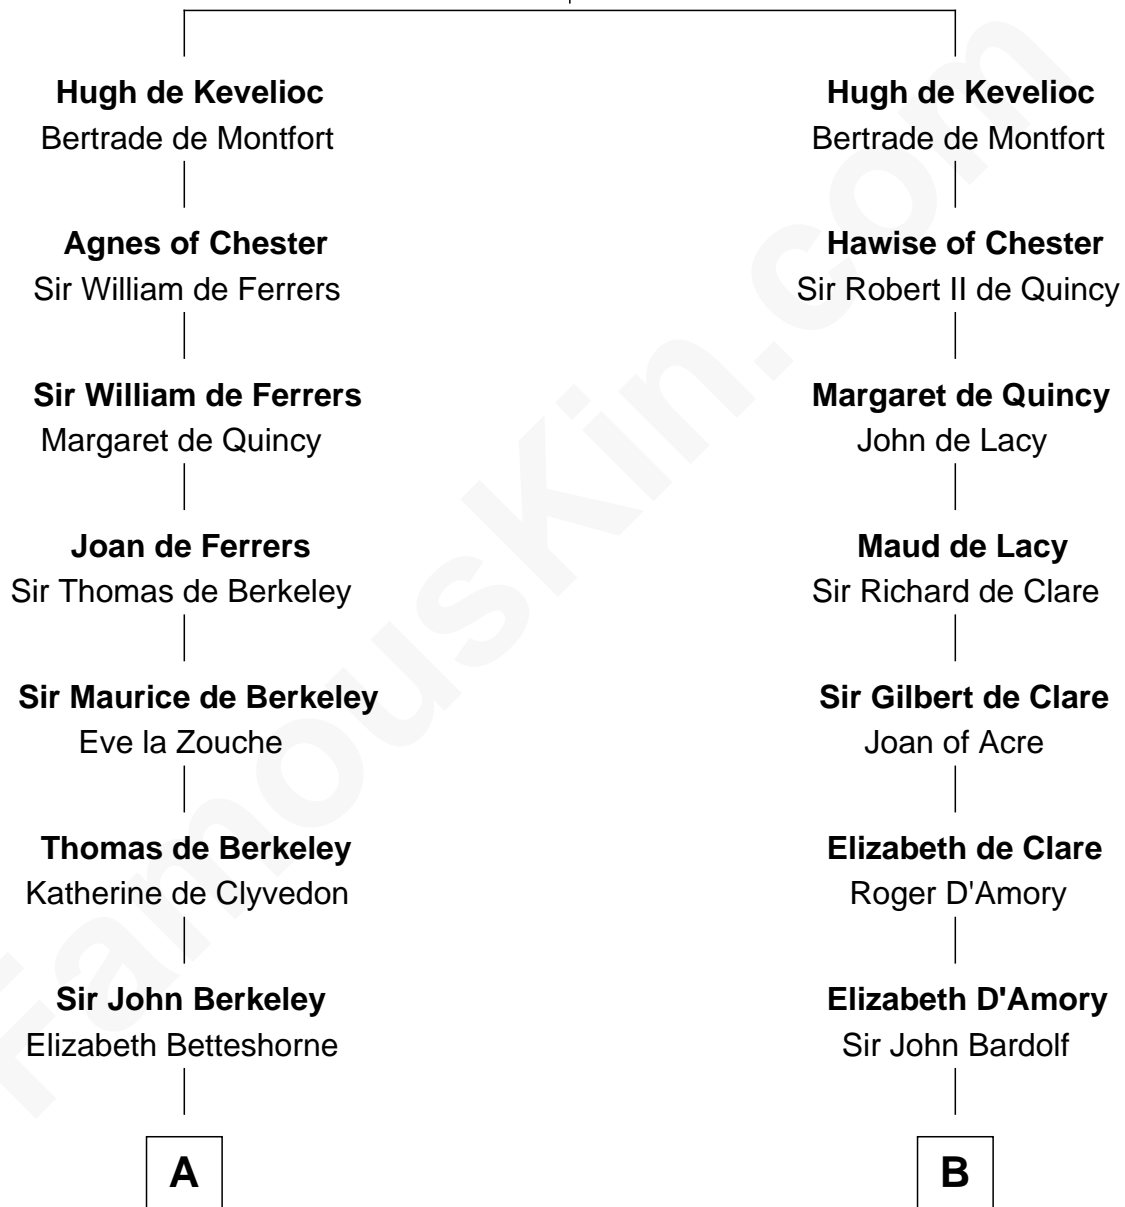 Hugh de Kevelioc
Bertrade de Montfort
Agnes of Chester
Sir William de Ferrers
Sir William de Ferrers
Margaret de Quincy
Joan de Ferrers
Sir Thomas de Berkeley
Sir Maurice de Berkeley
Eve la Zouche
Thomas de Berkeley
Katherine de Clyvedon
Sir John Berkeley
Elizabeth Betteshorne
A
Hugh de Kevelioc
Bertrade de Montfort
Hawise of Chester
Sir Robert II de Quincy
Margaret de Quincy
John de Lacy
Maud de Lacy
Sir Richard de Clare
Sir Gilbert de Clare
Joan of Acre
Elizabeth de Clare
Roger D'Amory
Elizabeth D'Amory
Sir John Bardolf
B
FamousKin.com